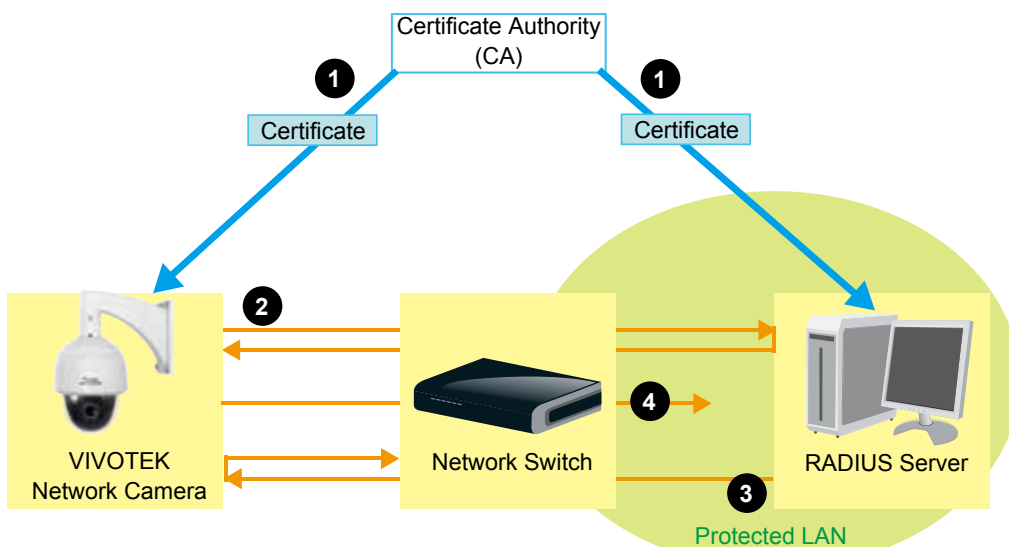 Certificate Authority
(CA)
1
1
Certificate
Certificate
2
4
VIVOTEK
Network Camera
Network Switch
RADIUS Server
3
Protected LAN